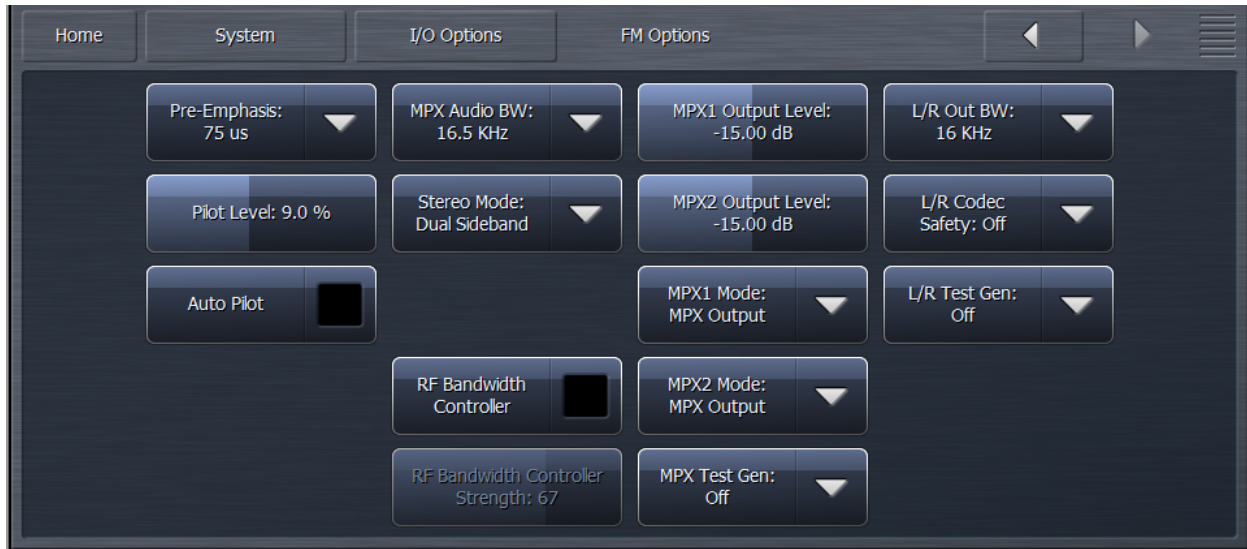 Home
System
I/O Options
FM Options
Pre-Emphasis:
75 us
MPX Audio BW:
16.5 KHz
MPX1 Output Level:
-15.00 dB
L/R Out BW:
16 KHz
Pilot Level: 9.0 %
Stereo Mode:
Dual Sideband
MPX2 Output Level:
-15.00 dB
L/R Codec
Safety: Off
Auto Pilot
MPX1 Mode:
MPX Output
L/R Test Gen:
Off
RF Bandwidth
Controller
MPX2 Mode:
MPX Output
RF Bandwidth Controller
Strength: 67
MPX Test Gen:
Off